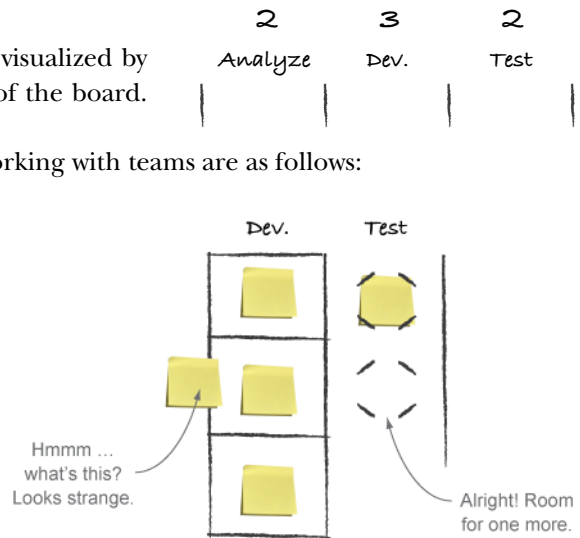 2 3 2
visualized by
Analyze Dev. Test
of the board.
orking with teams are as follows:
Dev. Test
Hmmm ...
what's this?
Looks strange.
Alright! Room
for one more.